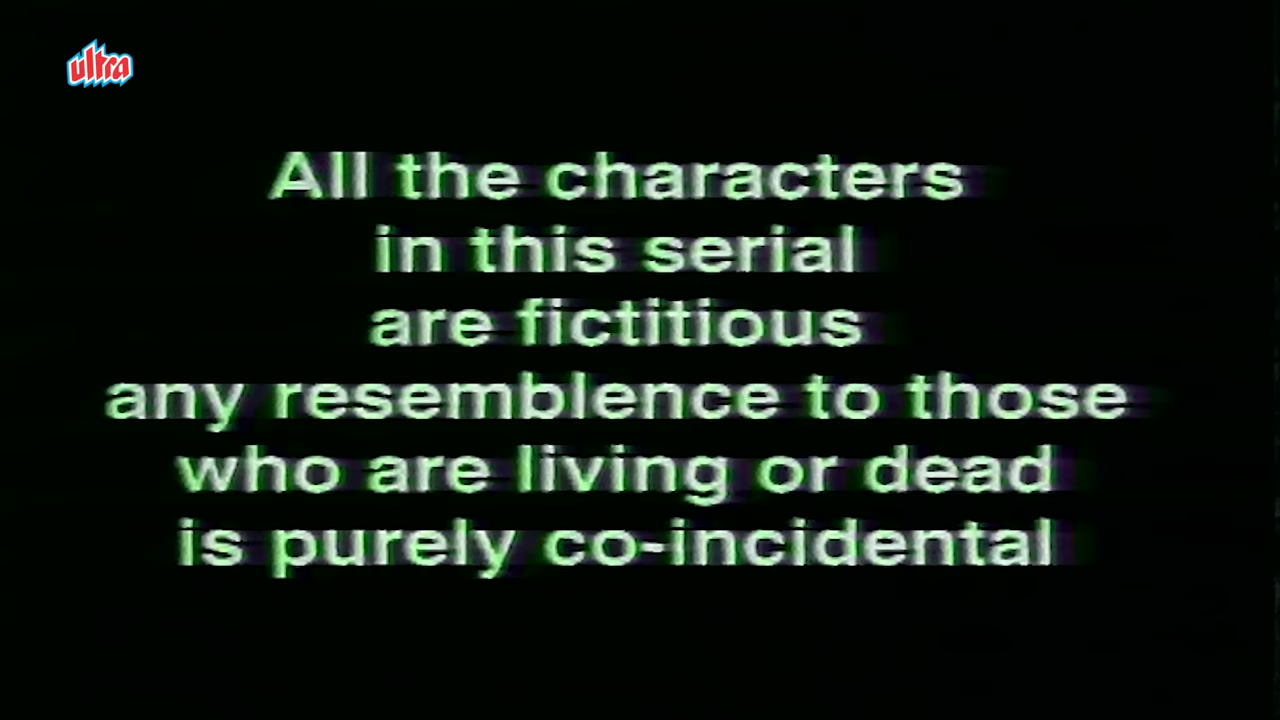 ultra
All the characters
in this serial
are fictitious
any resemblence to those
who are living or dead
is purely co-incidental